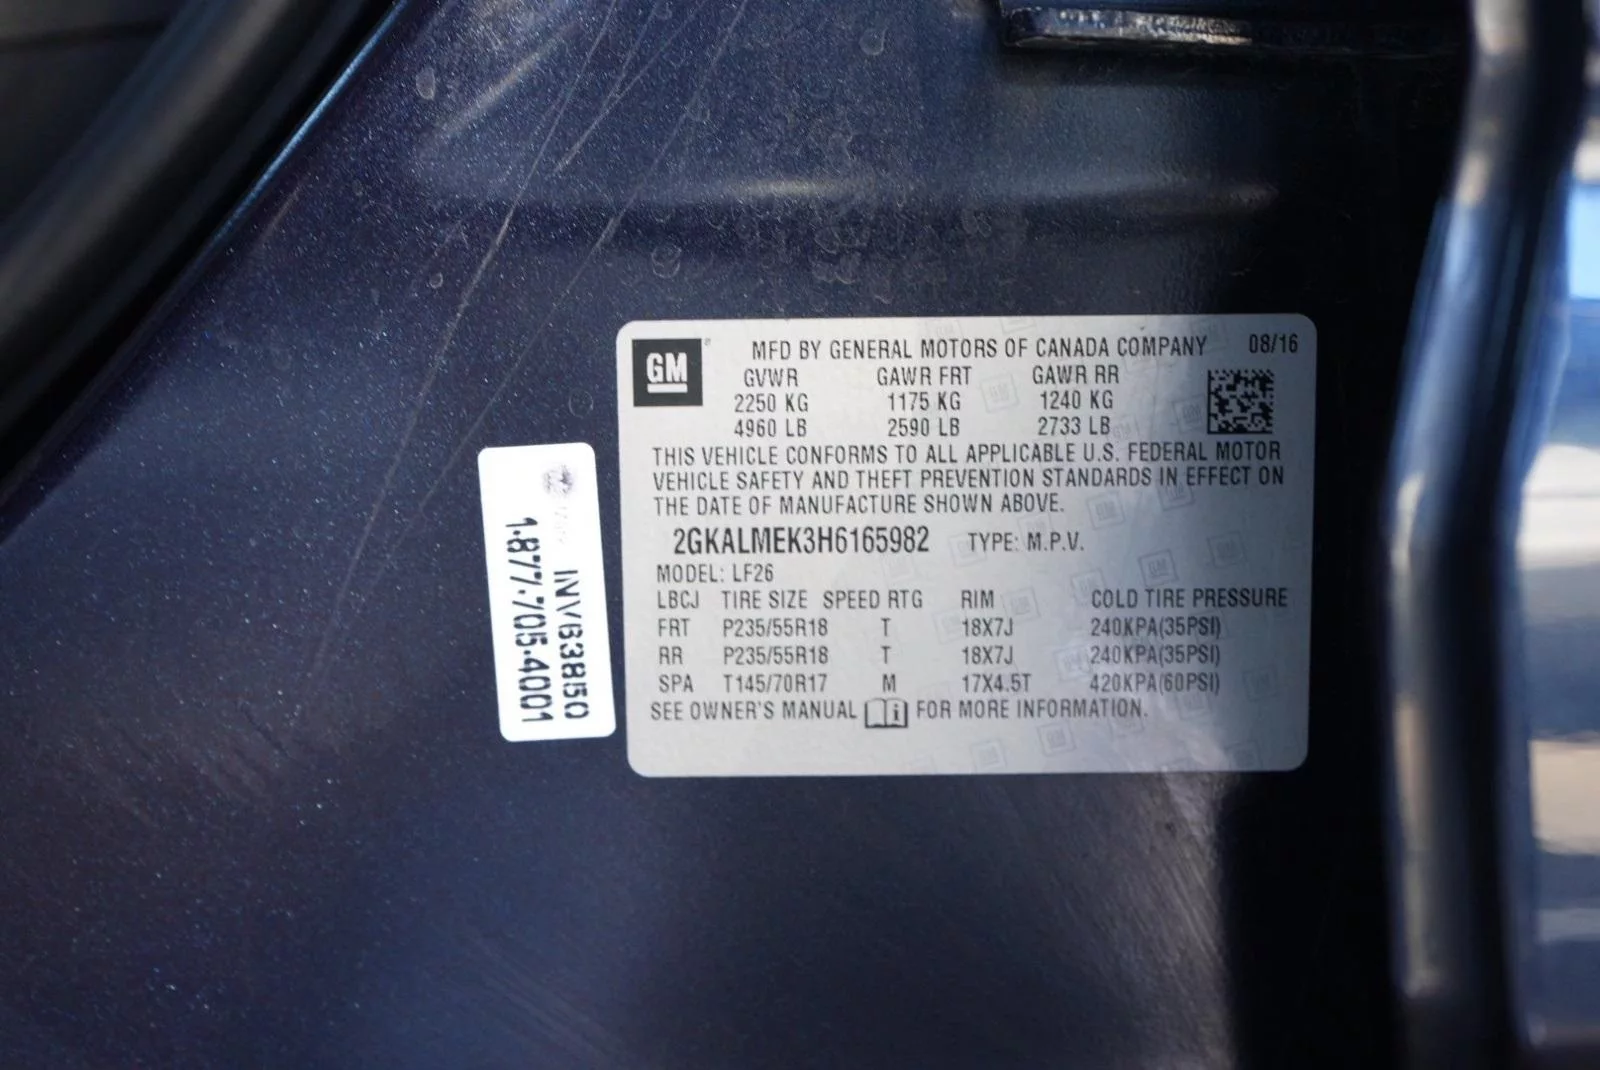 GM
MFD BY GENERAL MOTORS OF CANADA COMPANY 08/16
GVWR GAWR FRT GAWR RR
2250 KG 1175 KG 1240 KG
4960 LB 2590 LB 2733 LB
THIS VEHICLE CONFORMS TO ALL APPLICABLE U.S. FEDERAL MOTOR
VEHICLE SAFETY AND THEFT PREVENTION STANDARDS IN EFFECT ON
THE DATE OF MANUFACTURE SHOWN ABOVE.
2GKALMEK3H6165982 TYPE: M.P.V.
MODEL: LF26
LBCJ TIRE SIZE SPEED RTG RIM COLD TIRE PRESSURE
FRT P235/55R18 T 18X7J 240KPA(35PSI)
RR P235/55R18 T 18X7J 240KPA(35PSI)
SPA T145/70R17 M 17X4.5T 420KPA(60PSI)
SEE OWNER'S MANUAL i FOR MORE INFORMATION.
INV63850
1-877-705-4001